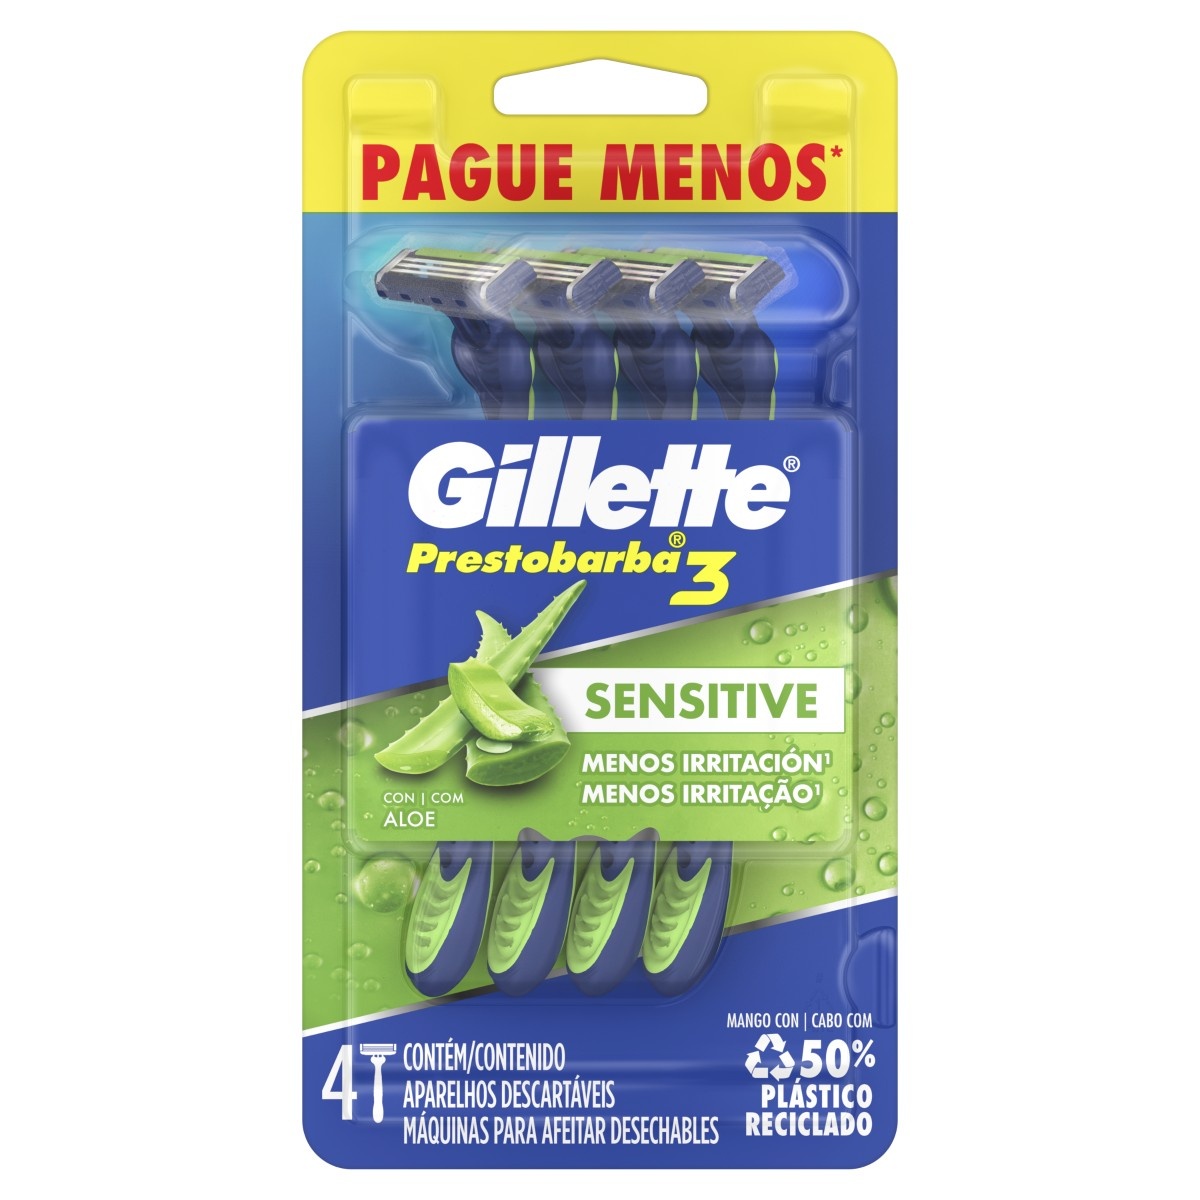 PAGUE MENOS*
Gillette®
Prestobarba®3
SENSITIVE
MENOS IRRITACIÓN¹
MENOS IRRITAÇÃO¹
CON | COM
ALOE
MANGO CON | CABO COM
50%
PLÁSTICO
RECICLADO
4 CONTÉM/CONTENIDO
APARELHOS DESCARTÁVEIS
MÁQUINAS PARA AFEITAR DESECHABLES